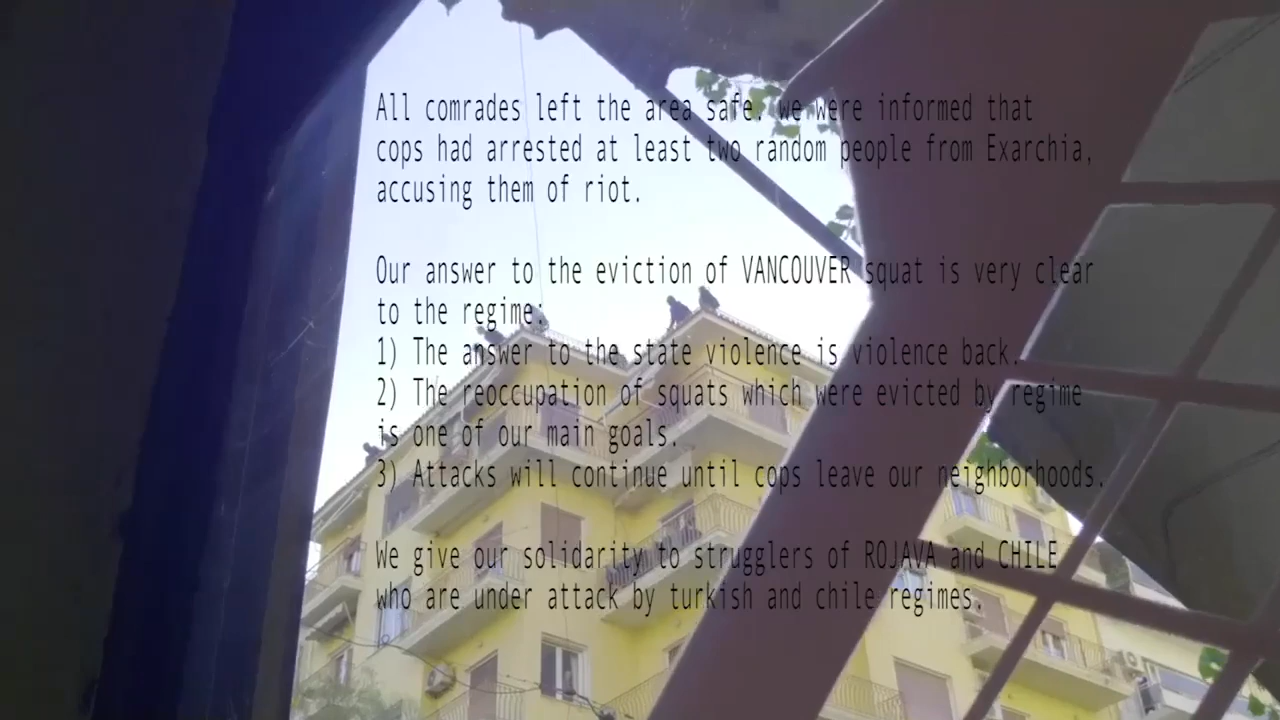 All comrades left the area safe. we were informed that
cops had arrested at least two random people from Exarchia,
accusing them of riot.
Our answer to the eviction of VANCOUVER squat is very clear
to the regime:
1) The answer to the state violence is violence back.
2) The reoccupation of squats which were evicted by regime
is one of our main goals.
3) Attacks will continue until cops leave our neighborhoods.
We give our solidarity to strugglers of ROJAVA and CHILE
who are under attack by turkish and chile regimes.